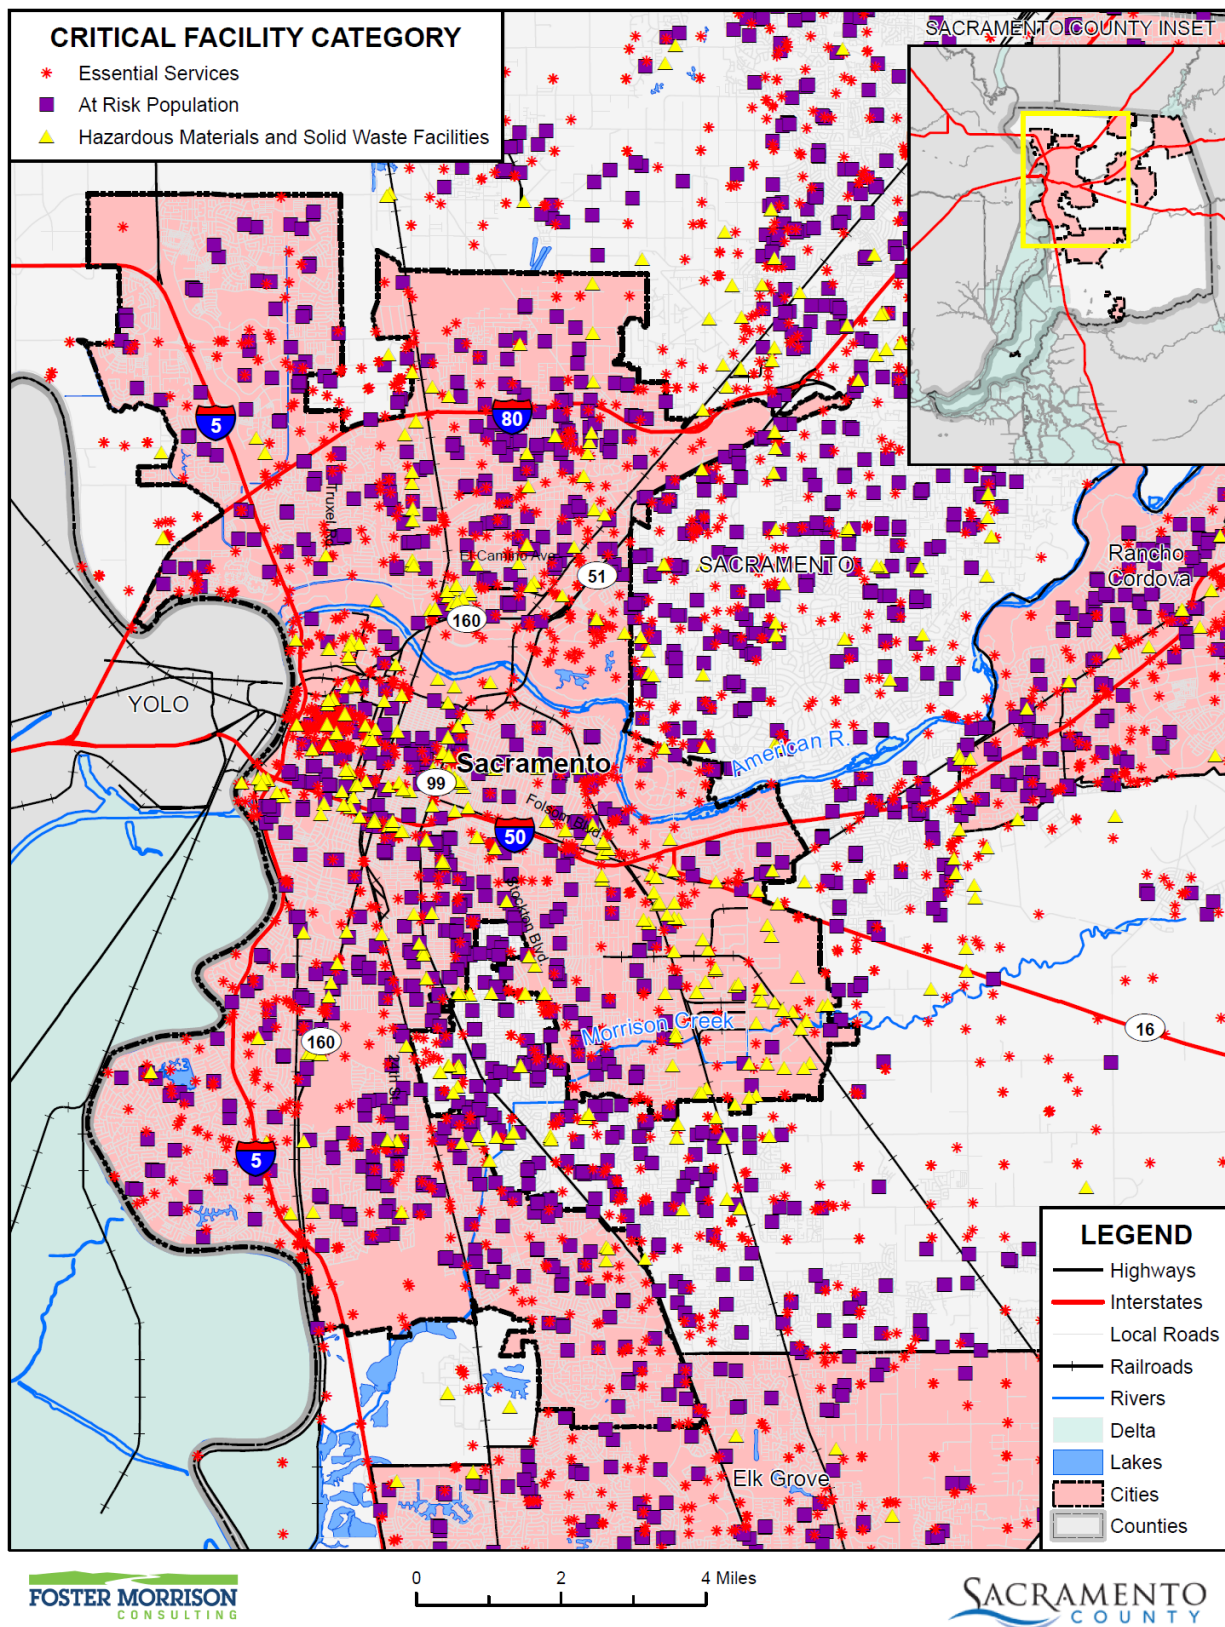 CRITICAL FACILITY CATEGORY
Essential Services
At Risk Population
Hazardous Materials and Solid Waste Facilities
SACRAMENTO COUNTY INSET
5
80
Truxel Rd.
El Camino Ave
51
SACRAMENTO
Rancho
Cordova
160
YOLO
American R.
Sacramento
99
Folsom Blvd.
50
Stockton Blvd.
Morrison Creek
16
160
24th St
5
LEGEND
Highways
Interstates
Local Roads
Railroads
Rivers
Delta
Lakes
Cities
Counties
Elk Grove
FOSTER MORRISON
CONSULTING
0 2 4 Miles
SACRAMENTO
COUNTY